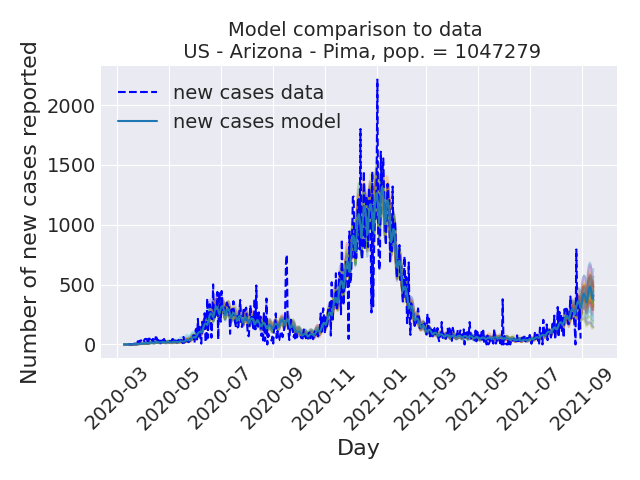 Model comparison to data
US - Arizona - Pima, pop. = 1047279
Number of new cases reported
2000
1500
1000
500
0
new cases data
new cases model
2020-03
2020-05
2020-07
2020-09
2020-11
2021-01
2021-03
2021-05
2021-07
2021-09
Day